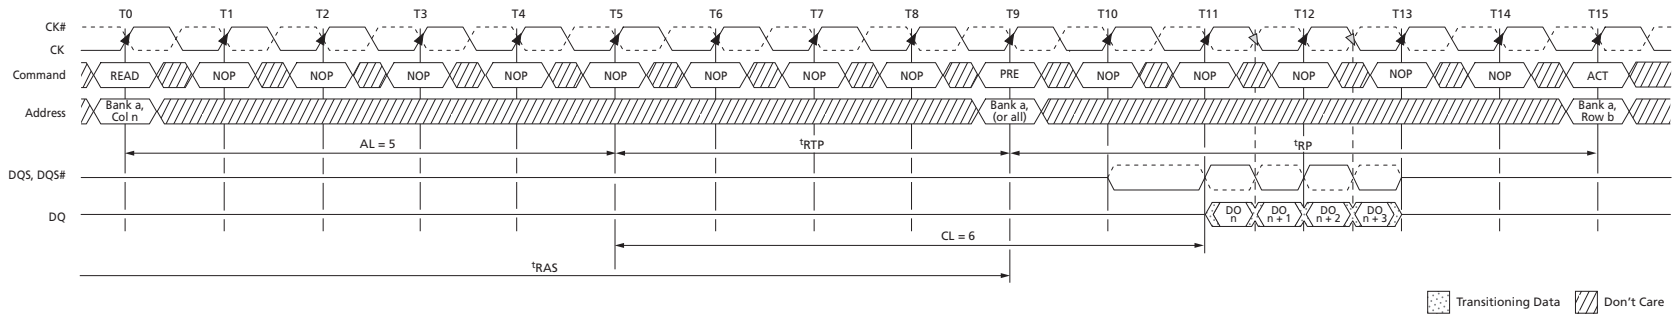 T0 T1 T2 T3 T4 T5 T6 T7 T8 T9 T10 T11 T12 T13 T14 T15
CK#
CK
Command READ NOP NOP NOP NOP NOP NOP NOP NOP PRE NOP NOP NOP NOP NOP ACT
Address Bank a, Col n Bank a, (or all) Bank a, Row b
AL = 5 tRTP tRP
DQS, DQS#
DQ DO n DO n + 1 DO n + 2 DO n + 3
CL = 6
tRAS
Transitioning Data Don't Care